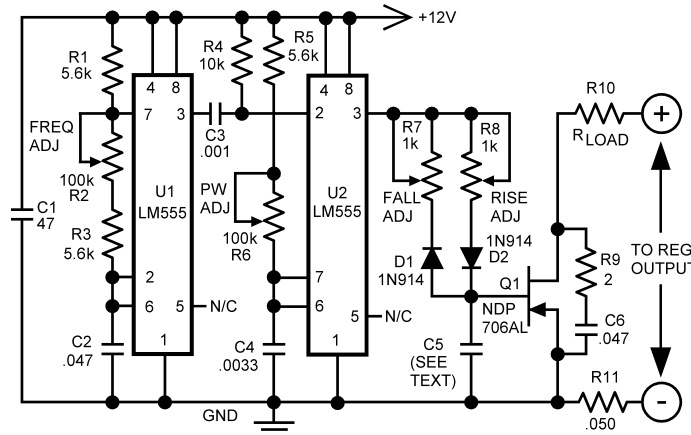 +12V
R1
5.6k
R4
10k
R5
5.6k
4 8
4 8
R10
R LOAD
+
7
3
2
3
FREQ
ADJ
C3
.001
R7
1k
R8
1k
100k
R2
U1
LM555
PW
ADJ
U2
LM555
FALL
ADJ
RISE
ADJ
C1
47
R3
5.6k
100k
R6
1N914
D2
D1
1N914
TO REG
OUTPUT
R9
2
2
7
Q1
NDP
706AL
6
5
N/C
6
5
N/C
C6
.047
C2
.047
1
C4
.0033
1
C5
(SEE
TEXT)
R11
.050
-
GND